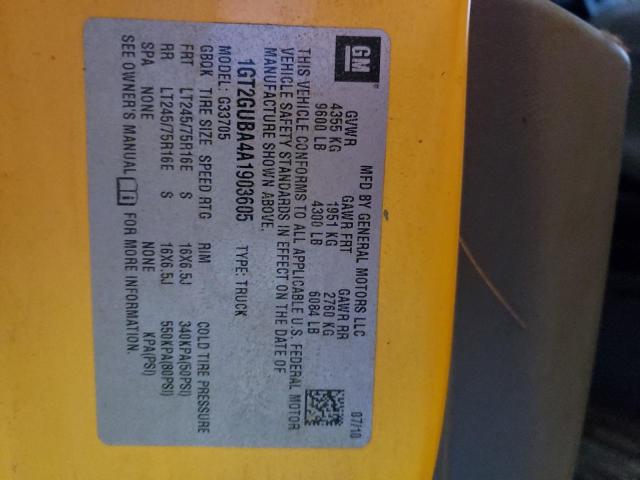 GM
MFD BY GENERAL MOTORS LLC
07/10
GVWR GAWR FRT GAWR RR
4355 KG 1951 KG 2760 KG
9600 LB 4300 LB 6084 LB
THIS VEHICLE CONFORMS TO ALL APPLICABLE U.S. FEDERAL MOTOR
VEHICLE SAFETY STANDARDS IN EFFECT ON THE DATE OF
MANUFACTURE SHOWN ABOVE.
1GT2GUBA4A1903605 TYPE: TRUCK
MODEL: G33705
GBDK TIRE SIZE SPEED RTG RIM COLD TIRE PRESSURE
FRT LT245/75R16E S 16X6.5J 340KPA(50PSI)
RR LT245/75R16E S 16X6.5J 550KPA(80PSI)
SPA NONE NONE KPA(PSI)
SEE OWNER'S MANUAL FOR MORE INFORMATION.